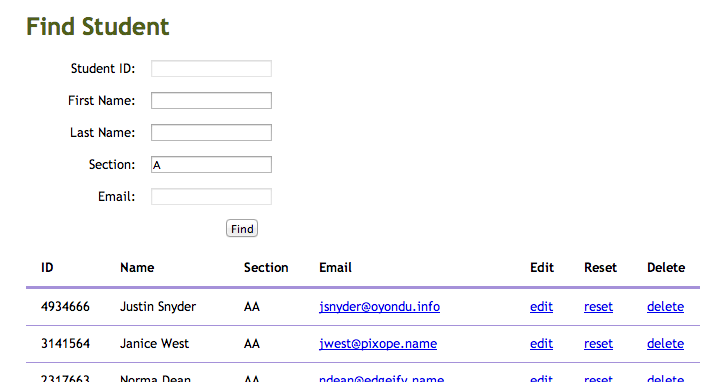 Find Student
Student ID:
First Name:
Last Name:
Section: A
Email:
Find
ID Name Section Email Edit Reset Delete
4934666 Justin Snyder AA jsnyder@oyondu.info edit reset delete
3141564 Janice West AA jwest@pixope.name edit reset delete
2317663 Norma Dean AA ndean@edgeify.name edit reset delete